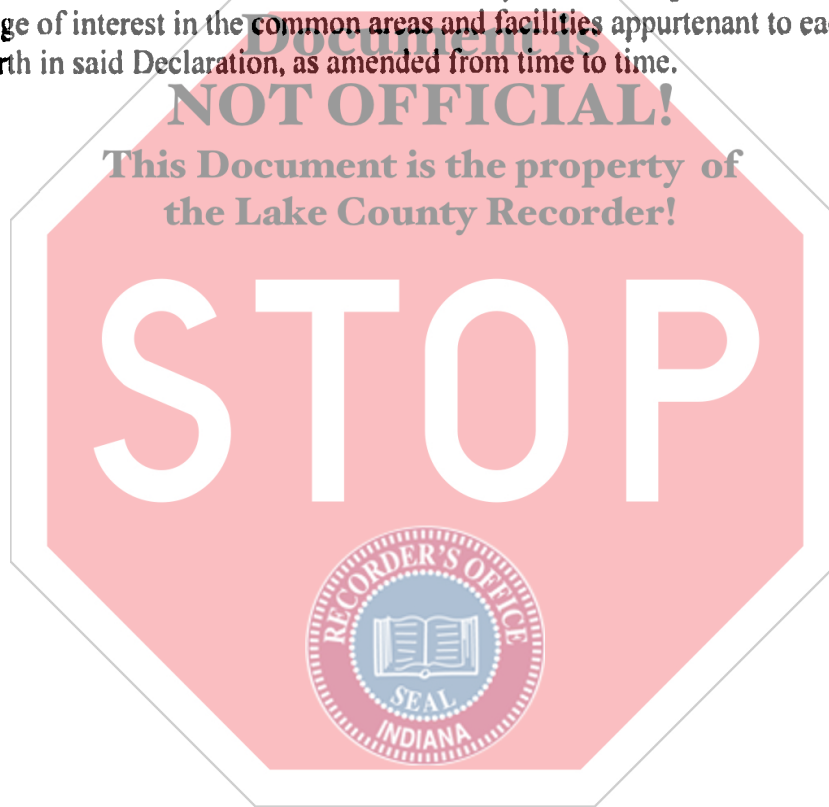 ge of interest in the common areas and facilities appurtenant to ea
Document is
rth in said Declaration, as amended from time to time.
NOT OFFICIAL!
This Document is the property of
the Lake County Recorder!
STOP
RECORDER'S OFFICE
SEAL
INDIANA